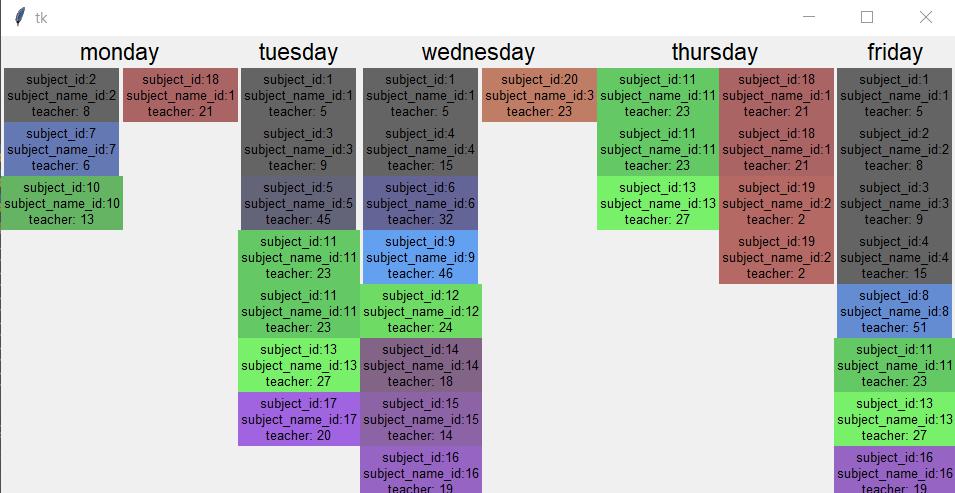 tk
monday
subject_id:2
subject_name_id:2
teacher: 8
subject_id:7
subject_name_id:7
teacher: 6
subject_id:10
subject_name_id:10
teacher: 13
subject_id:18
subject_name_id:1
teacher: 21
tuesday
subject_id:1
subject_name_id:1
teacher: 5
subject_id:3
subject_name_id:3
teacher: 9
subject_id:5
subject_name_id:5
teacher: 45
subject_id:11
subject_name_id:11
teacher: 23
subject_id:11
subject_name_id:11
teacher: 23
subject_id:13
subject_name_id:13
teacher: 27
subject_id:17
subject_name_id:17
teacher: 20
wednesday
subject_id:1
subject_name_id:1
teacher: 5
subject_id:4
subject_name_id:4
teacher: 15
subject_id:6
subject_name_id:6
teacher: 32
subject_id:9
subject_name_id:9
teacher: 46
subject_id:12
subject_name_id:12
teacher: 24
subject_id:14
subject_name_id:14
teacher: 18
subject_id:15
subject_name_id:15
teacher: 14
subject_id:16
subject_name_id:16
teacher: 19
subject_id:20
subject_name_id:3
teacher: 23
thursday
subject_id:11
subject_name_id:11
teacher: 23
subject_id:11
subject_name_id:11
teacher: 23
subject_id:13
subject_name_id:13
teacher: 27
subject_id:18
subject_name_id:1
teacher: 21
subject_id:18
subject_name_id:1
teacher: 21
subject_id:19
subject_name_id:2
teacher: 2
subject_id:19
subject_name_id:2
teacher: 2
friday
subject_id:1
subject_name_id:1
teacher: 5
subject_id:2
subject_name_id:2
teacher: 8
subject_id:3
subject_name_id:3
teacher: 9
subject_id:4
subject_name_id:4
teacher: 15
subject_id:8
subject_name_id:8
teacher: 51
subject_id:11
subject_name_id:11
teacher: 23
subject_id:13
subject_name_id:13
teacher: 27
subject_id:16
subject_name_id:16
teacher: 19